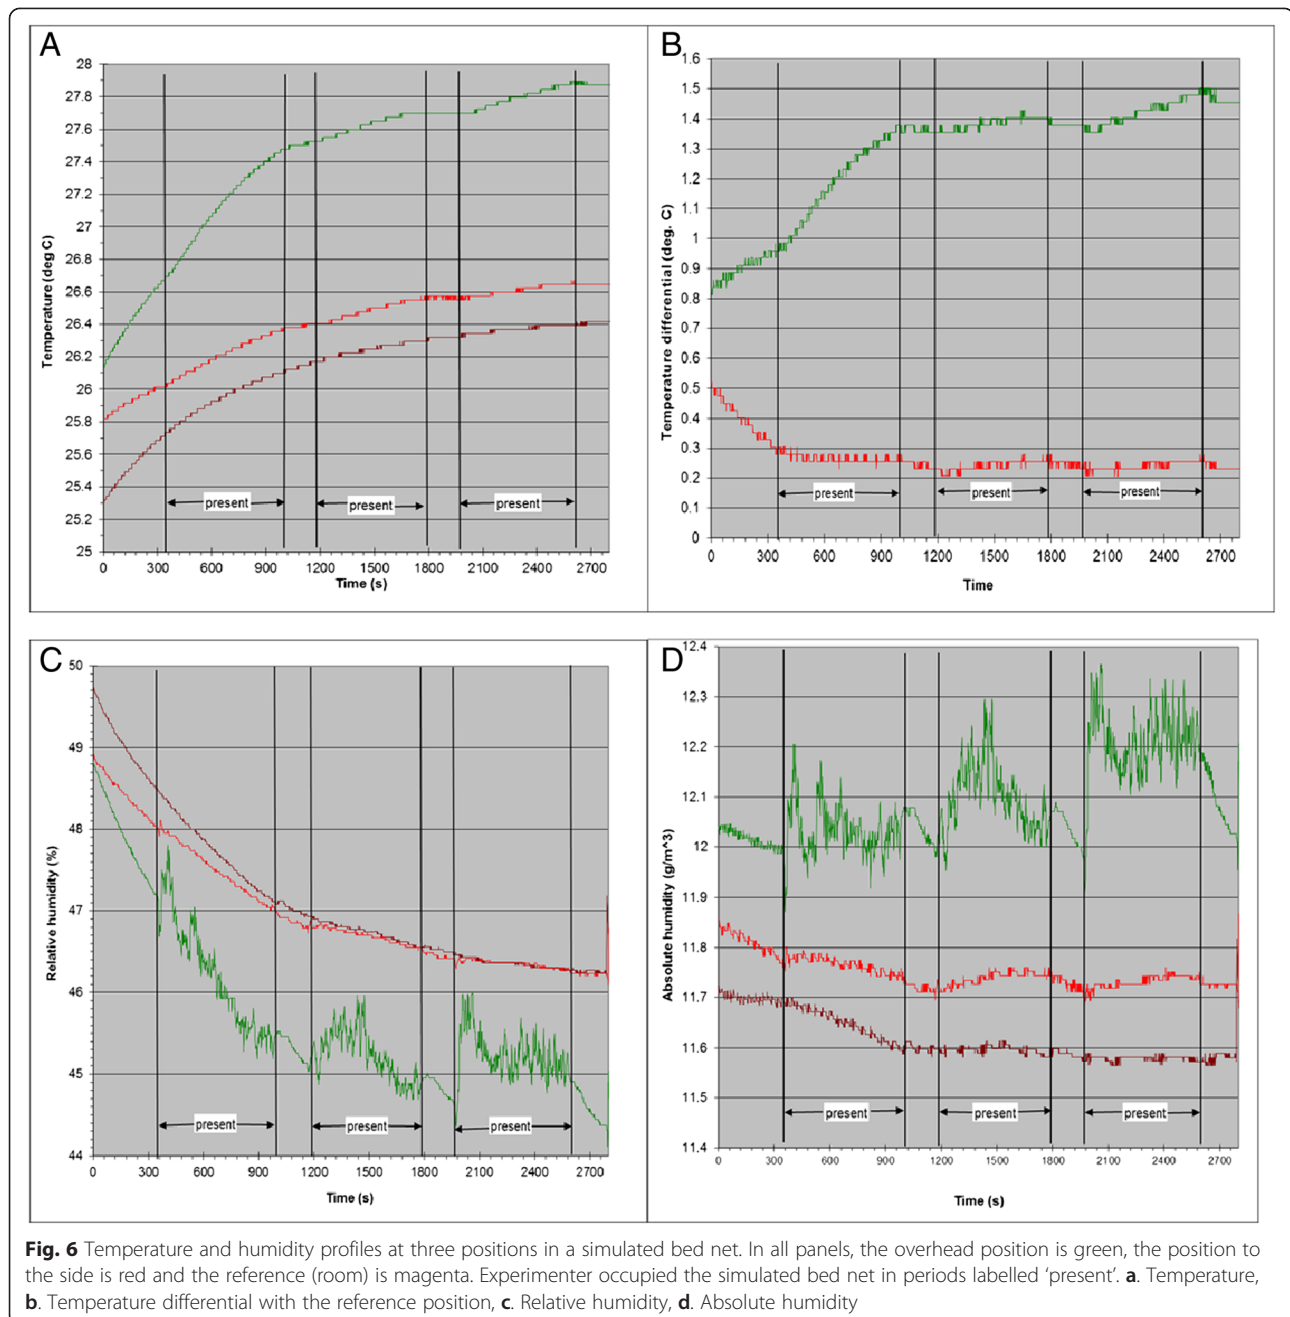 A
28
27.8
27.6
27.4
27.2
27
26.8
26.6
26.4
26.2
26
25.8
25.6
25.4
25.2
25
Temperature (deg C)
present
present
present
0 300 600 900 1200 1500 1800 2100 2400 2700
Time (s)
B
1.6
1.5
1.4
1.3
1.2
1.1
1
0.9
0.8
0.7
0.6
0.5
0.4
0.3
0.2
0.1
0
Temperature differential (deg. C)
present
present
present
0 300 600 900 1200 1500 1800 2100 2400 2700
Time
C
50
49
48
47
46
45
44
Relative humidity (%)
present
present
present
0 300 600 900 1200 1500 1800 2100 2400 2700
Time (s)
D
12.4
12.3
12.2
12.1
12
11.9
11.8
11.7
11.6
11.5
11.4
Absolute humidity (g/m^3)
present
present
present
0 300 600 900 1200 1500 1800 2100 2400 2700
Time (s)
Fig. 6 Temperature and humidity profiles at three positions in a simulated bed net. In all panels, the overhead position is green, the position to
the side is red and the reference (room) is magenta. Experimenter occupied the simulated bed net in periods labelled ‘present’. a. Temperature,
b. Temperature differential with the reference position, c. Relative humidity, d. Absolute humidity